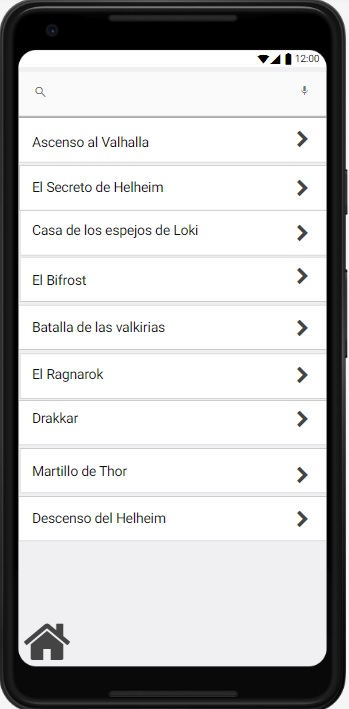 12:00
Ascenso al Valhalla
El Secreto de Helheim
Casa de los espejos de Loki
El Bifrost
Batalla de las valkirias
El Ragnarok
Drakkar
Martillo de Thor
Descenso del Helheim